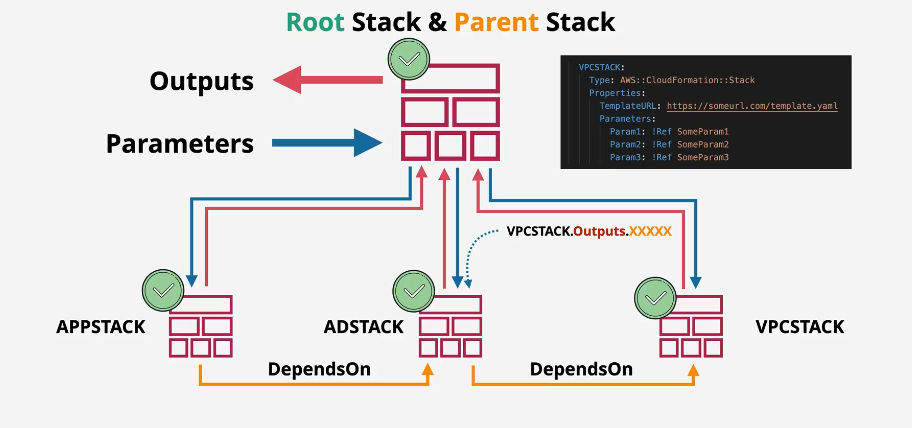 Root Stack & Parent Stack
Outputs
Parameters
VPCSTACK:
Type: AWS::CloudFormation::Stack
Properties:
TemplateURL: https://someurl.com/template.yaml
Parameters:
Param1: !Ref SomeParam1
Param2: !Ref SomeParam2
Param3: !Ref SomeParam3
VPCSTACK.Outputs.XXXXX
APPSTACK
ADSTACK
VPCSTACK
DependsOn
DependsOn